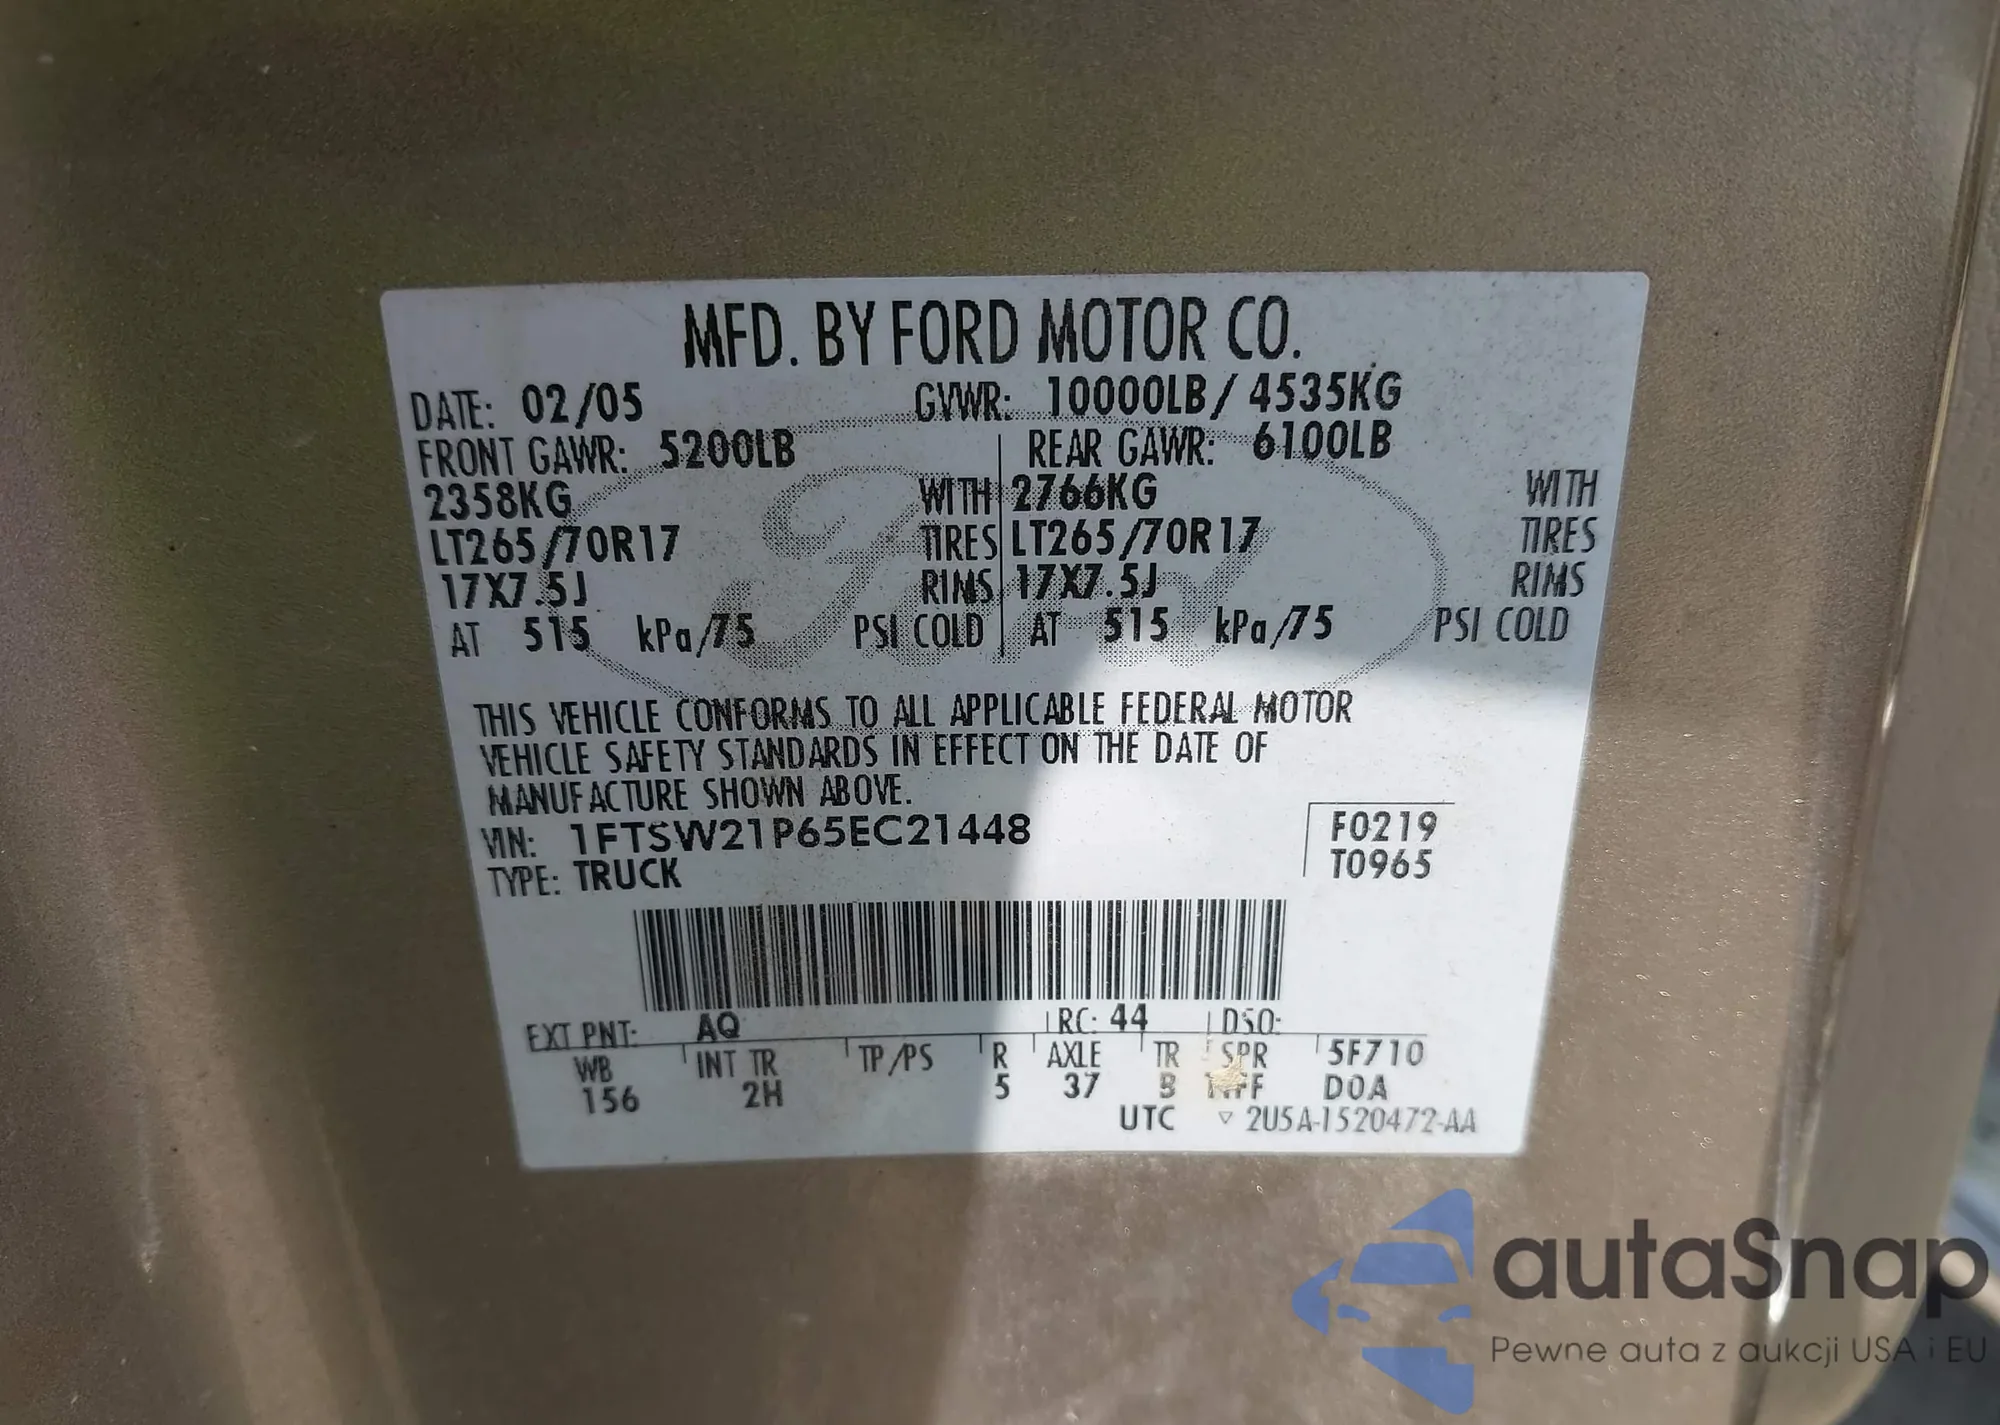 MFD. BY FORD MOTOR CO.
DATE: 02/05 GVWR: 10000LB/ 4535KG
FRONT GAWR: 5200LB REAR GAWR: 6100LB
2358KG WITH 2766KG WITH
LT265/70R17 TIRES LT265/70R17 TIRES
17X7.5J RIMS 17X7.5J RIMS
AT 515 kPa/75 PSI COLD AT 515 kPa/75 PSI COLD
THIS VEHICLE CONFORMS TO ALL APPLICABLE FEDERAL MOTOR
VEHICLE SAFETY STANDARDS IN EFFECT ON THE DATE OF
MANUFACTURE SHOWN ABOVE.
VIN: 1FTSW21P65EC21448 F0219
TYPE: TRUCK T0965
EXT PNT: AQ RC: 44 DSO:
WB INT TR TP/PS R AXLE TR SPR 5F710
156 2H 5 37 B DOA
UTC ▽ 2U5A-1520472-AA
Ford
autaSnap
Pewne auta z aukcji USA i EU